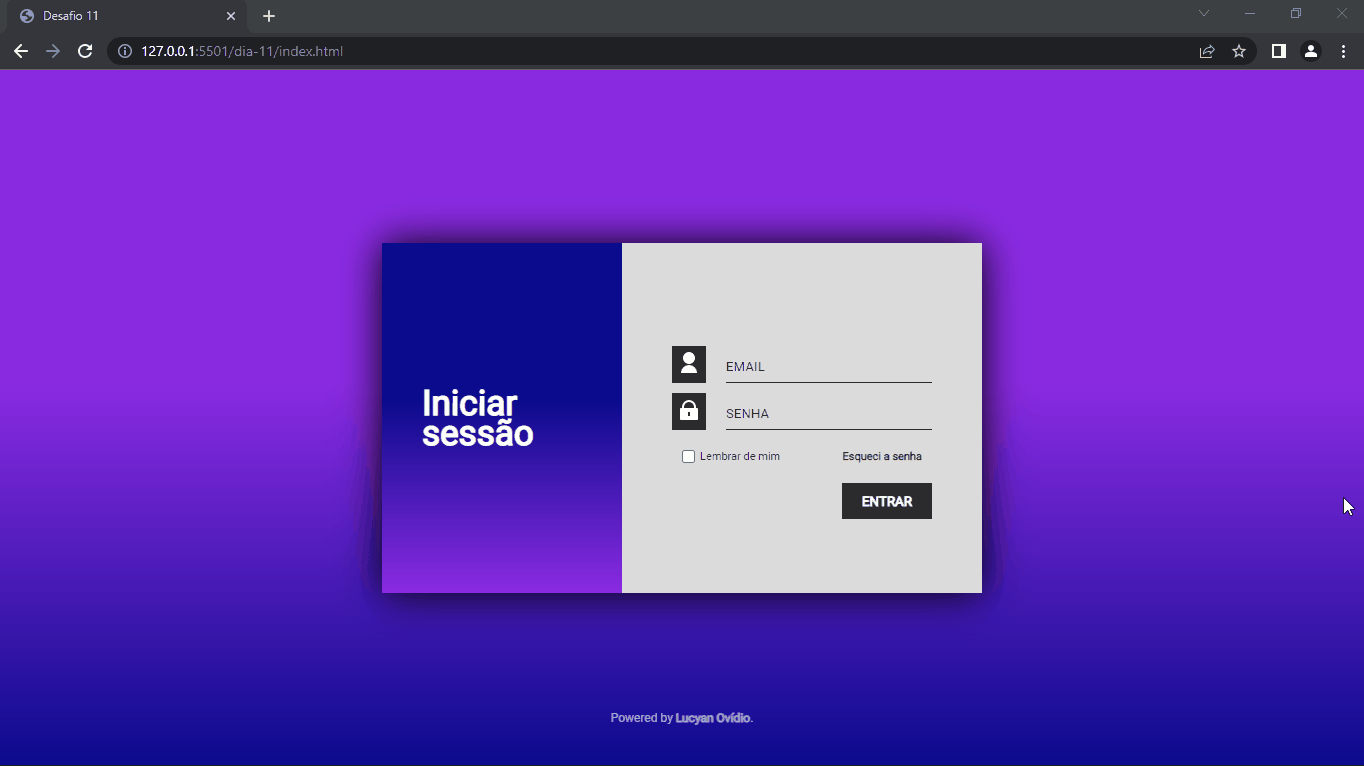 Desafio 11
127.0.0.1:5501/dia-11/index.html
Iniciar
sessão
EMAIL
SENHA
Lembrar de mim
Esqueci a senha
ENTRAR
Powered by Lucyan Ovídio.